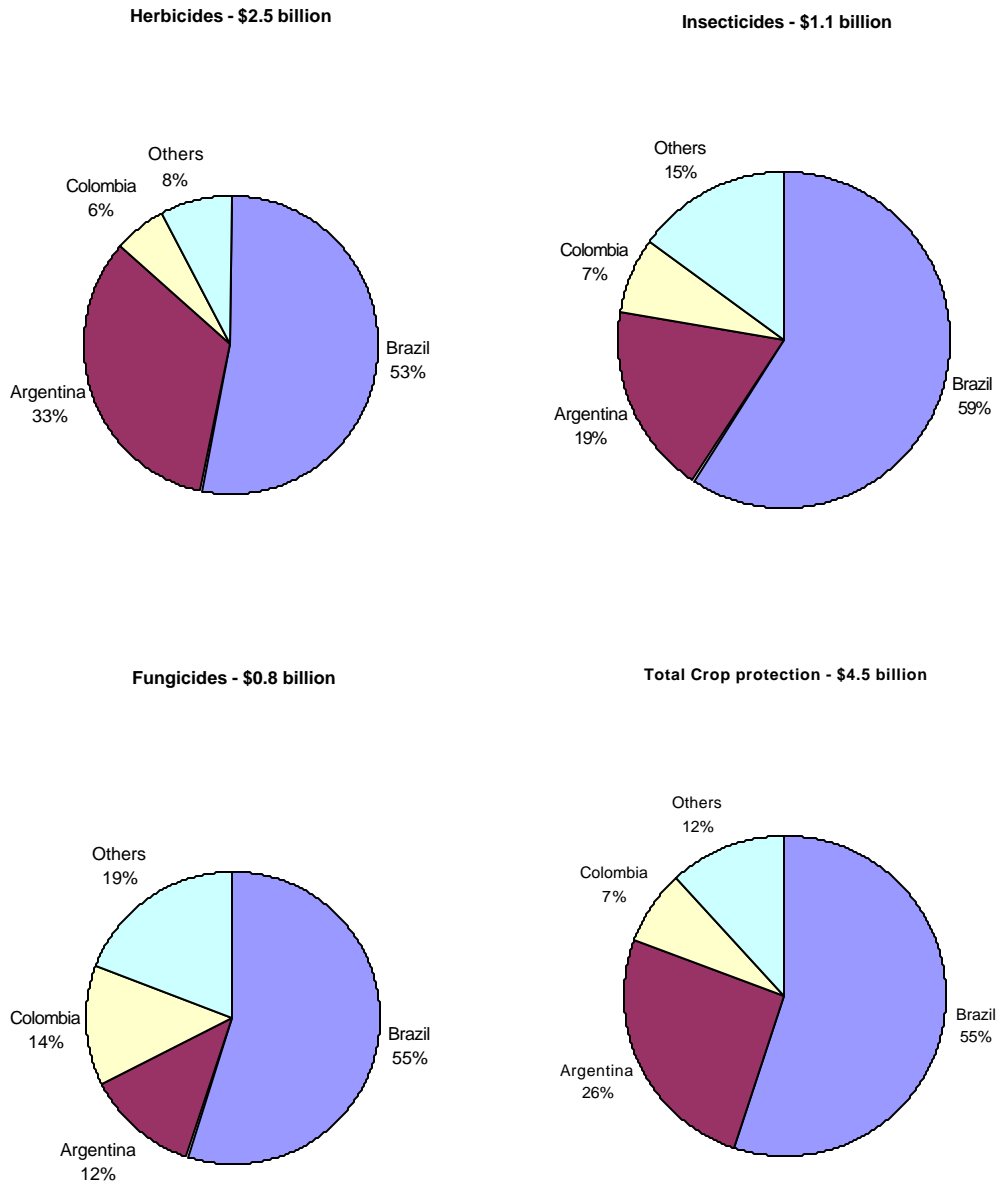 Herbicides - $2.5 billion
Others
8%
Colombia
6%
Brazil
53%
Argentina
33%
Insecticides - $1.1 billion
Others
15%
Colombia
7%
Brazil
59%
Argentina
19%
Fungicides - $0.8 billion
Others
19%
Colombia
14%
Brazil
55%
Argentina
12%
Total Crop protection - $4.5 billion
Others
12%
Colombia
7%
Brazil
55%
Argentina
26%